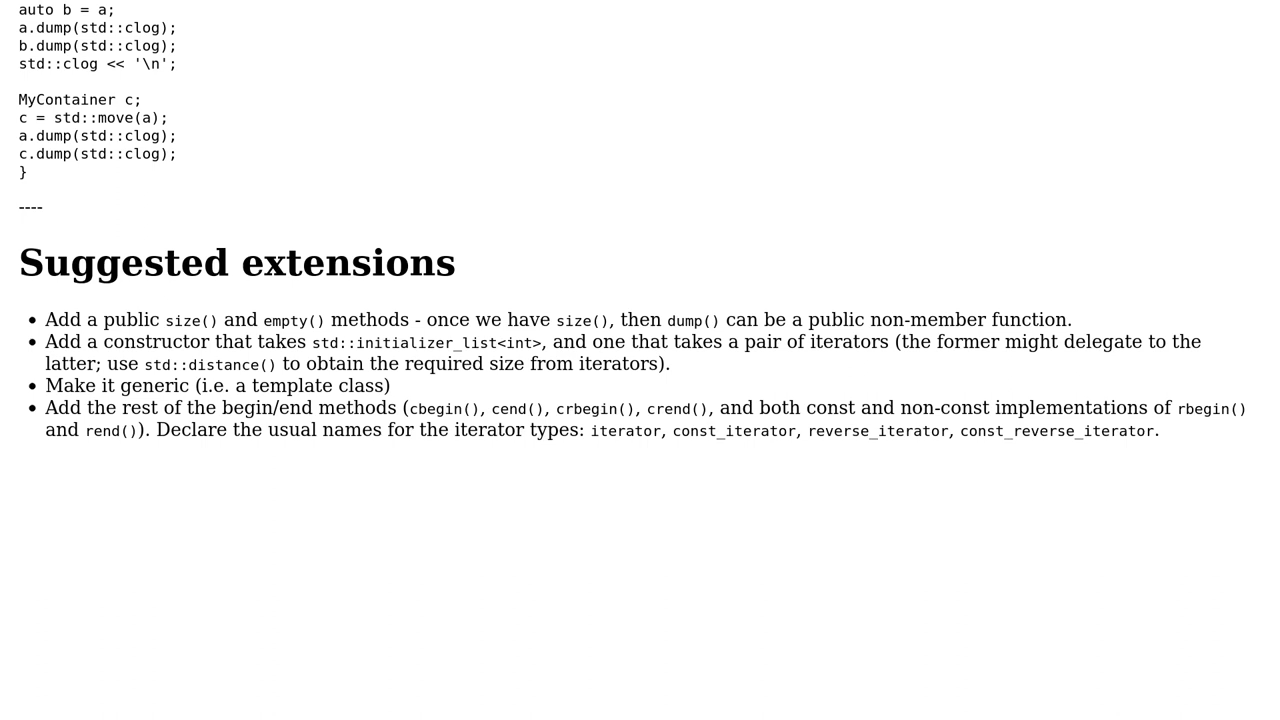 auto b = a;
a.dump(std::clog);
b.dump(std::clog);
std::clog << '\n';
MyContainer c;
c = std::move(a);
a.dump(std::clog);
c.dump(std::clog);
}
----
Suggested extensions
• Add a public size() and empty() methods - once we have size(), then dump() can be a public non-member function.
• Add a constructor that takes std::initializer_list<int>, and one that takes a pair of iterators (the former might delegate to the
latter; use std::distance() to obtain the required size from iterators).
• Make it generic (i.e. a template class)
• Add the rest of the begin/end methods (cbegin(), cend(), crbegin(), crend(), and both const and non-const implementations of rbegin()
and rend()). Declare the usual names for the iterator types: iterator, const_iterator, reverse_iterator, const_reverse_iterator.